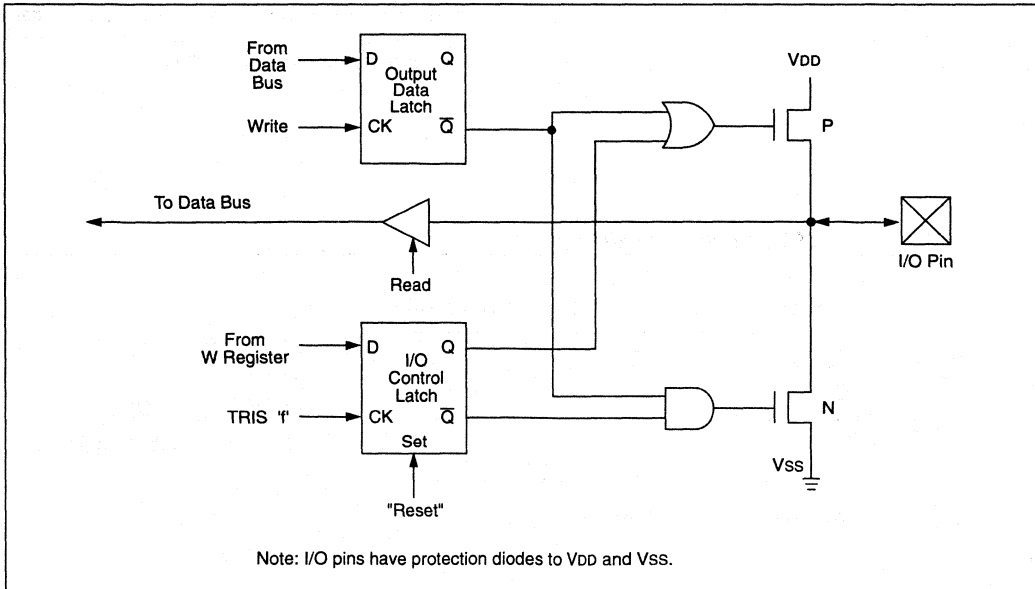 From
Data
Bus
D Q
Output
Data
Latch
Write
CK Q̅
VDD
P
To Data Bus
Read
I/O Pin
From
W Register
D Q
I/O
Control
Latch
TRIS 'f'
CK Q̅
Set
"Reset"
N
VSS
Note: I/O pins have protection diodes to VDD and VSS.